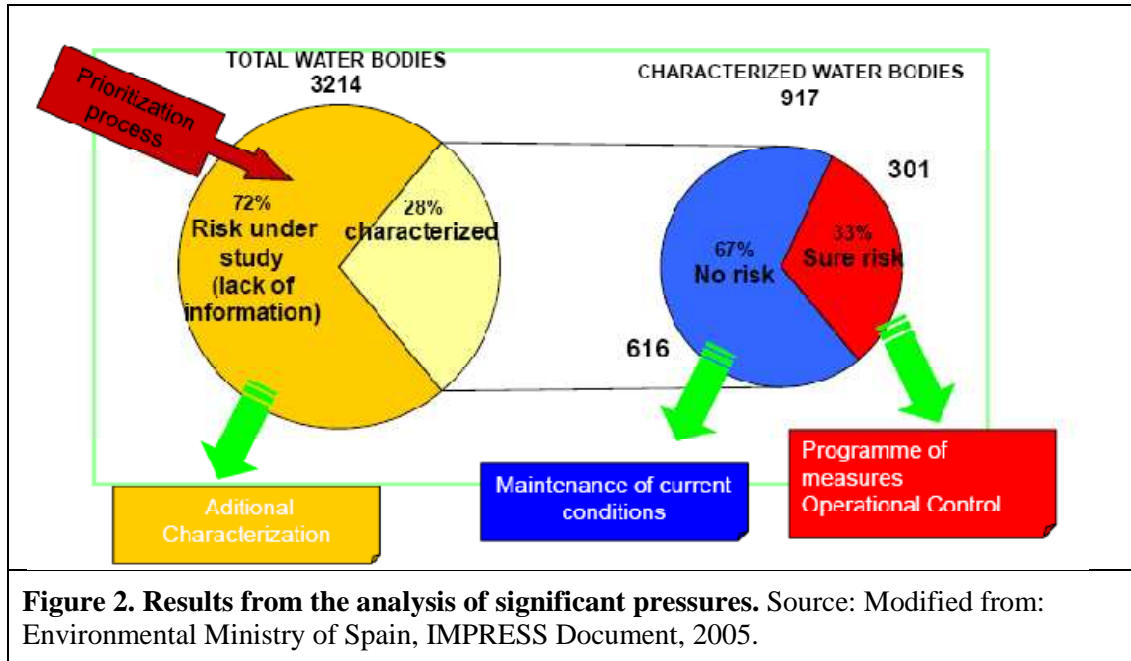 TOTAL WATER BODIES
3214
CHARACTERIZED WATER BODIES
917
Prioritization
process
72%
Risk under
study
(lack of
information)
28%
characterized
301
67%
No risk
33%
Sure risk
616
Aditional
Characterization
Maintenance of current
conditions
Programme of
measures
Operational Control
Figure 2. Results from the analysis of significant pressures. Source: Modified from:
Environmental Ministry of Spain, IMPRESS Document, 2005.